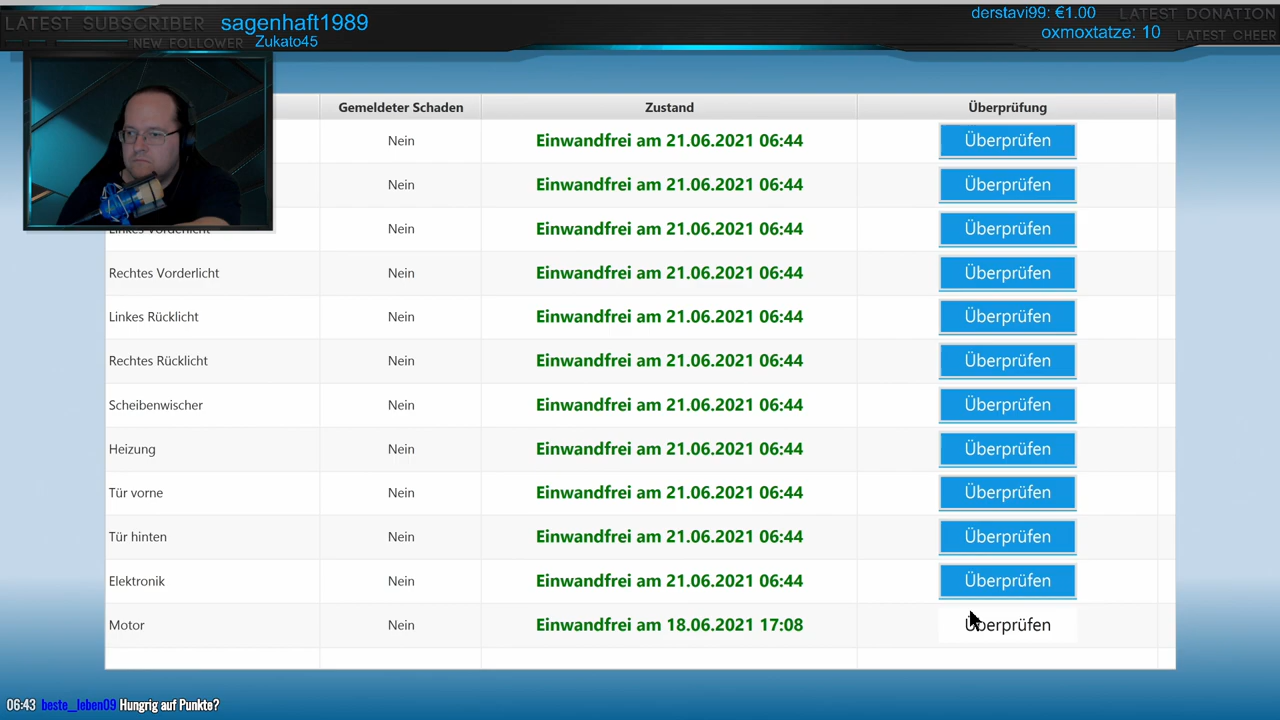 LATEST SUBSCRIBER sagenhaft1989
NEW FOLLOWER Zukato45
derstavi99: €1.00 LATEST DONATION
oxmoxtatze: 10 LATEST CHEER
Gemeldeter Schaden Zustand Überprüfung
Nein Einwandfrei am 21.06.2021 06:44 Überprüfen
Nein Einwandfrei am 21.06.2021 06:44 Überprüfen
Linkes Vorderlicht Nein Einwandfrei am 21.06.2021 06:44 Überprüfen
Rechtes Vorderlicht Nein Einwandfrei am 21.06.2021 06:44 Überprüfen
Linkes Rücklicht Nein Einwandfrei am 21.06.2021 06:44 Überprüfen
Rechtes Rücklicht Nein Einwandfrei am 21.06.2021 06:44 Überprüfen
Scheibenwischer Nein Einwandfrei am 21.06.2021 06:44 Überprüfen
Heizung Nein Einwandfrei am 21.06.2021 06:44 Überprüfen
Tür vorne Nein Einwandfrei am 21.06.2021 06:44 Überprüfen
Tür hinten Nein Einwandfrei am 21.06.2021 06:44 Überprüfen
Elektronik Nein Einwandfrei am 21.06.2021 06:44 Überprüfen
Motor Nein Einwandfrei am 18.06.2021 17:08 Überprüfen
06:43 beste_leben09 Hungrig auf Punkte?